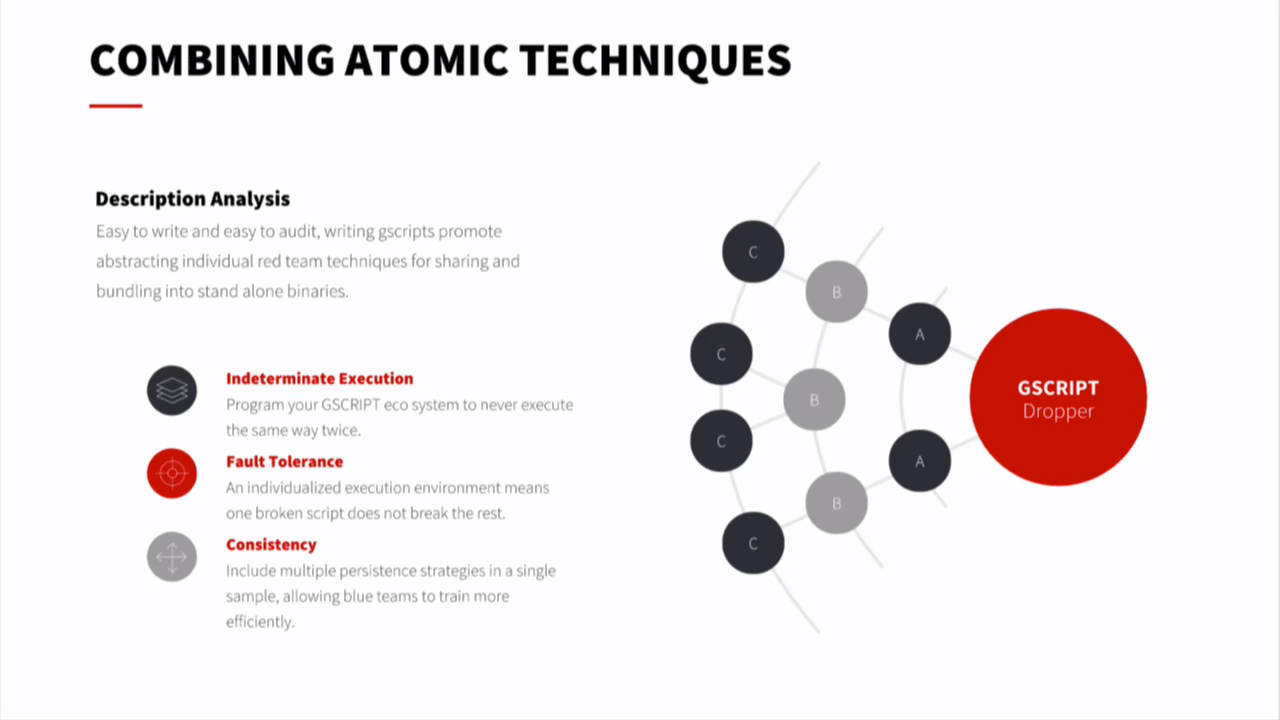 COMBINING ATOMIC TECHNIQUES
Description Analysis
Easy to write and easy to audit, writing gscripts promote
abstracting individual red team techniques for sharing and
bundling into stand alone binaries.
Indeterminate Execution
Program your GSCRIPT eco system to never execute
the same way twice.
Fault Tolerance
An individualized execution environment means
one broken script does not break the rest.
Consistency
Include multiple persistence strategies in a single
sample, allowing blue teams to train more
efficiently.
C
B
A
C
B
C
A
B
C
GSCRIPT
Dropper